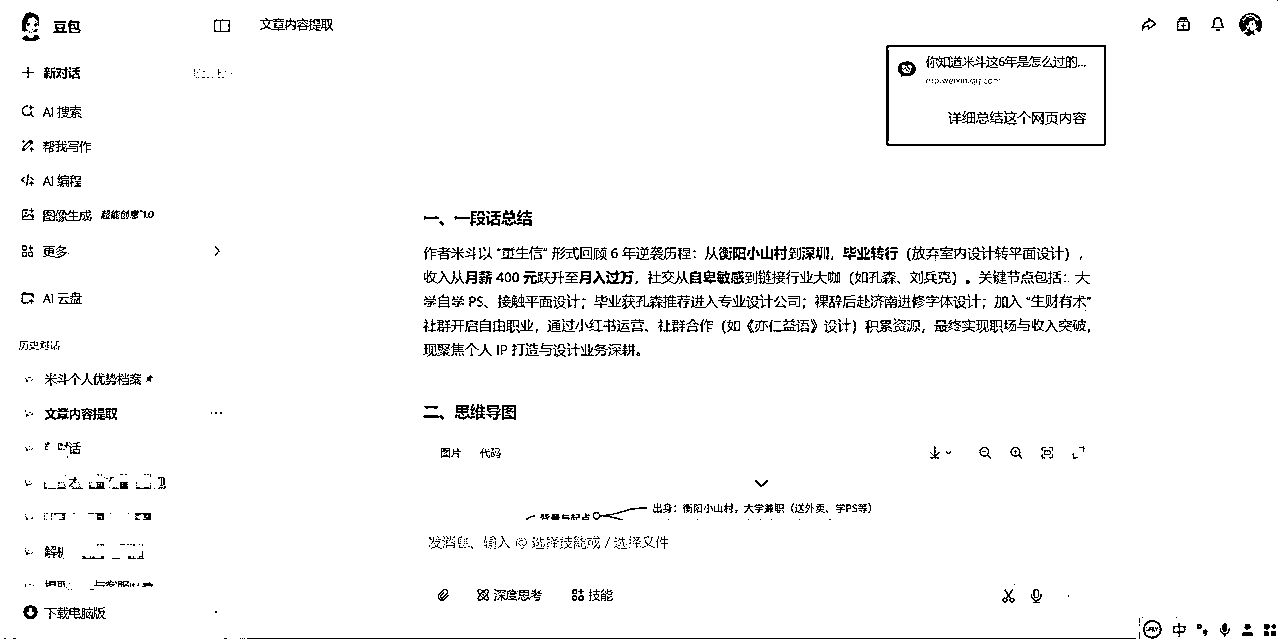 豆包
文章内容提取
新对话
AI 搜索
帮我写作
AI 编程
图像生成 超能创意1.0
更多
AI 云盘
历史对话
米斗个人优势档案
文章内容提取
下载电脑版
你知道米斗这6年是怎么过的...
mp.weixin.qq.com
详细总结这个网页内容
一、一段话总结
作者米斗以 “重生信” 形式回顾 6 年逆袭历程：从衡阳小山村到深圳，毕业转行（放弃室内设计转平面设计），
收入从月薪 400 元跃升至月入过万，社交从自卑敏感到链接行业大咖（如孔森、刘兵克）。关键节点包括：大
学自学 PS、接触平面设计；毕业获孔森推荐进入专业设计公司；裸辞后赴济南进修字体设计；加入 “生财有术”
社群开启自由职业，通过小红书运营、社群合作（如《亦仁益语》设计）积累资源，最终实现职场与收入突破，
现聚焦个人 IP 打造与设计业务深耕。
二、思维导图
图片 代码
出身：衡阳小山村，大学兼职（送外卖、学PS等）
背景与起点
发消息、输入 @ 选择技能或 / 选择文件
深度思考 技能
中